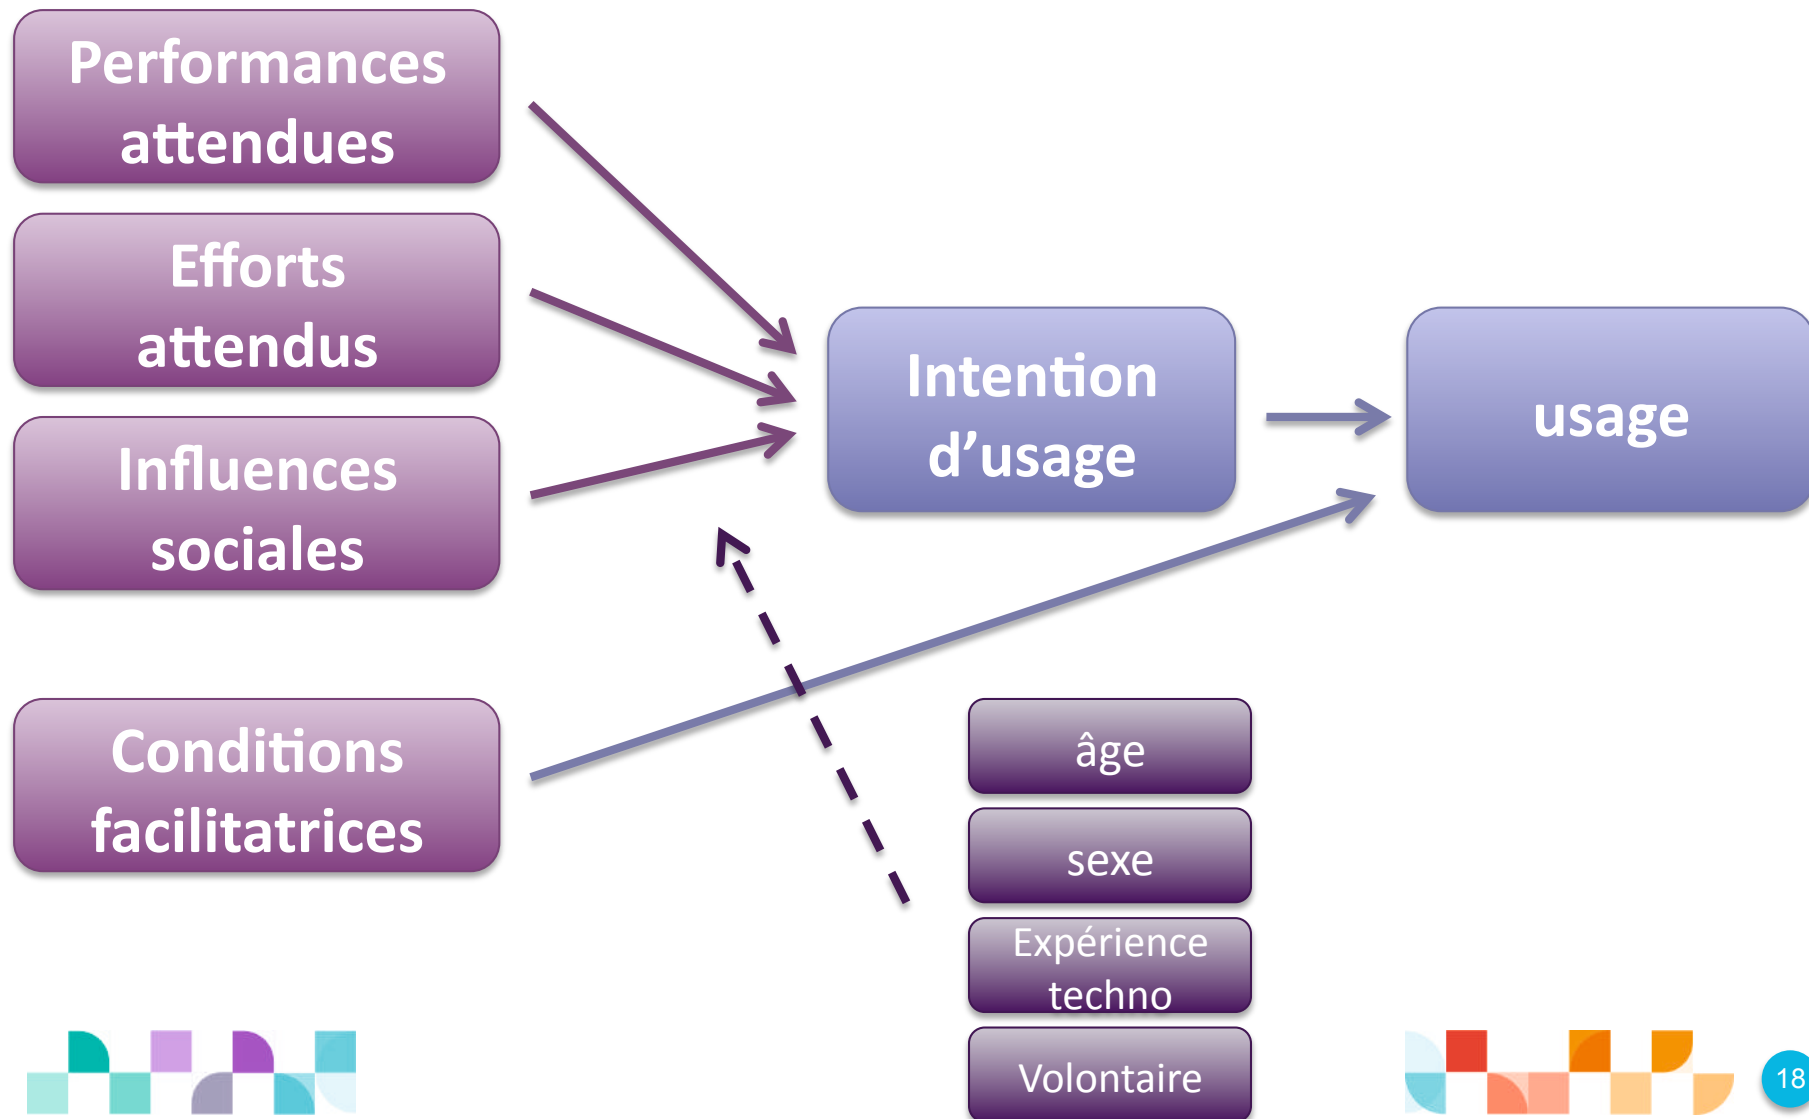 Performances
attendues
Efforts
attendus
Influences
sociales
Conditions
facilitatrices
Intention
d’usage
usage
âge
sexe
Expérience
techno
Volontaire
18